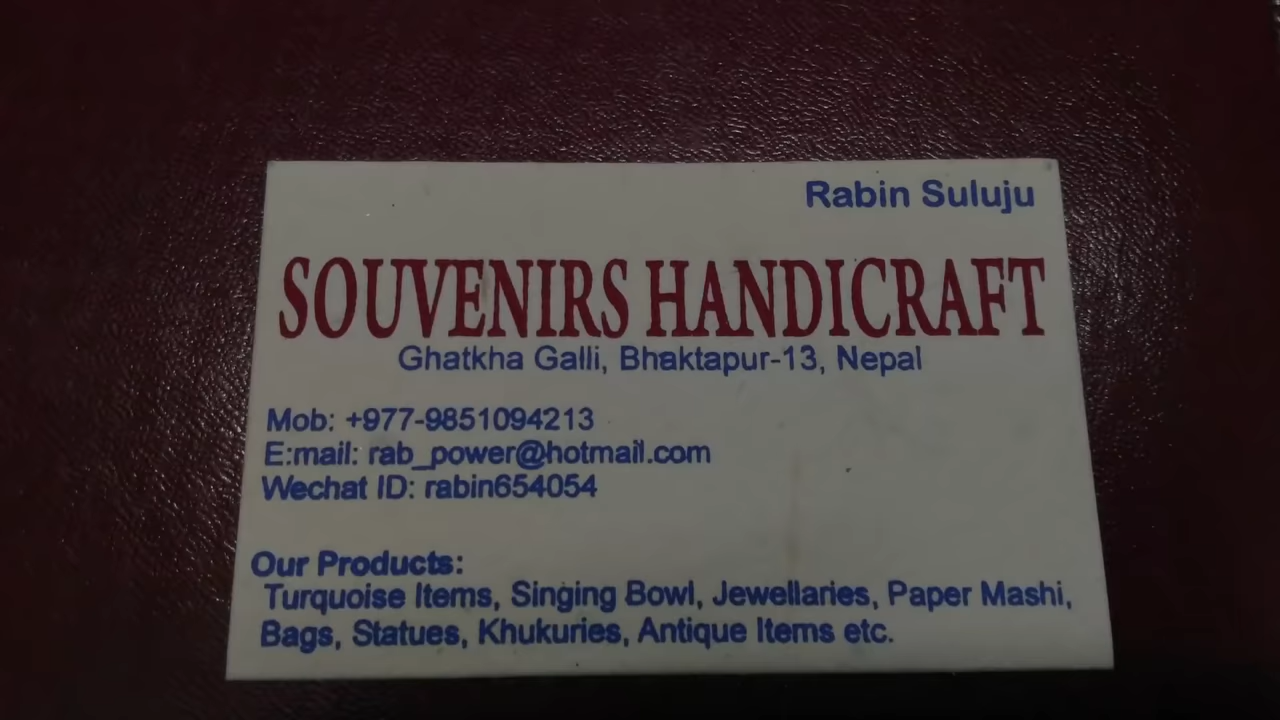 Rabin Suluju
SOUVENIRS HANDICRAFT
Ghatkha Galli, Bhaktapur-13, Nepal
Mob: +977-9851094213
E:mail: rab_power@hotmail.com
Wechat ID: rabin654054
Our Products:
Turquoise Items, Singing Bowl, Jewellaries, Paper Mashi,
Bags, Statues, Khukuries, Antique Items etc.